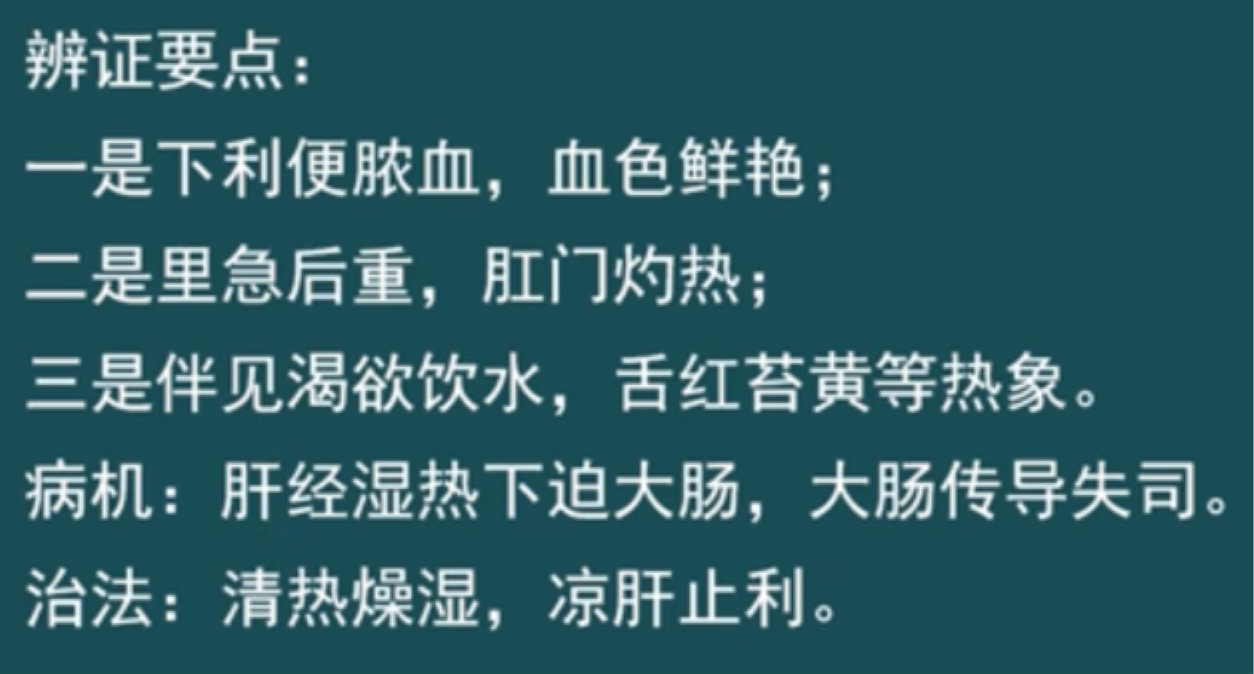 辨证要点：
一是下利便脓血，血色鲜艳；
二是里急后重，肛门灼热；
三是伴见渴欲饮水，舌红苔黄等热象。
病机：肝经湿热下迫大肠，大肠传导失司。
治法：清热燥湿，凉肝止利。